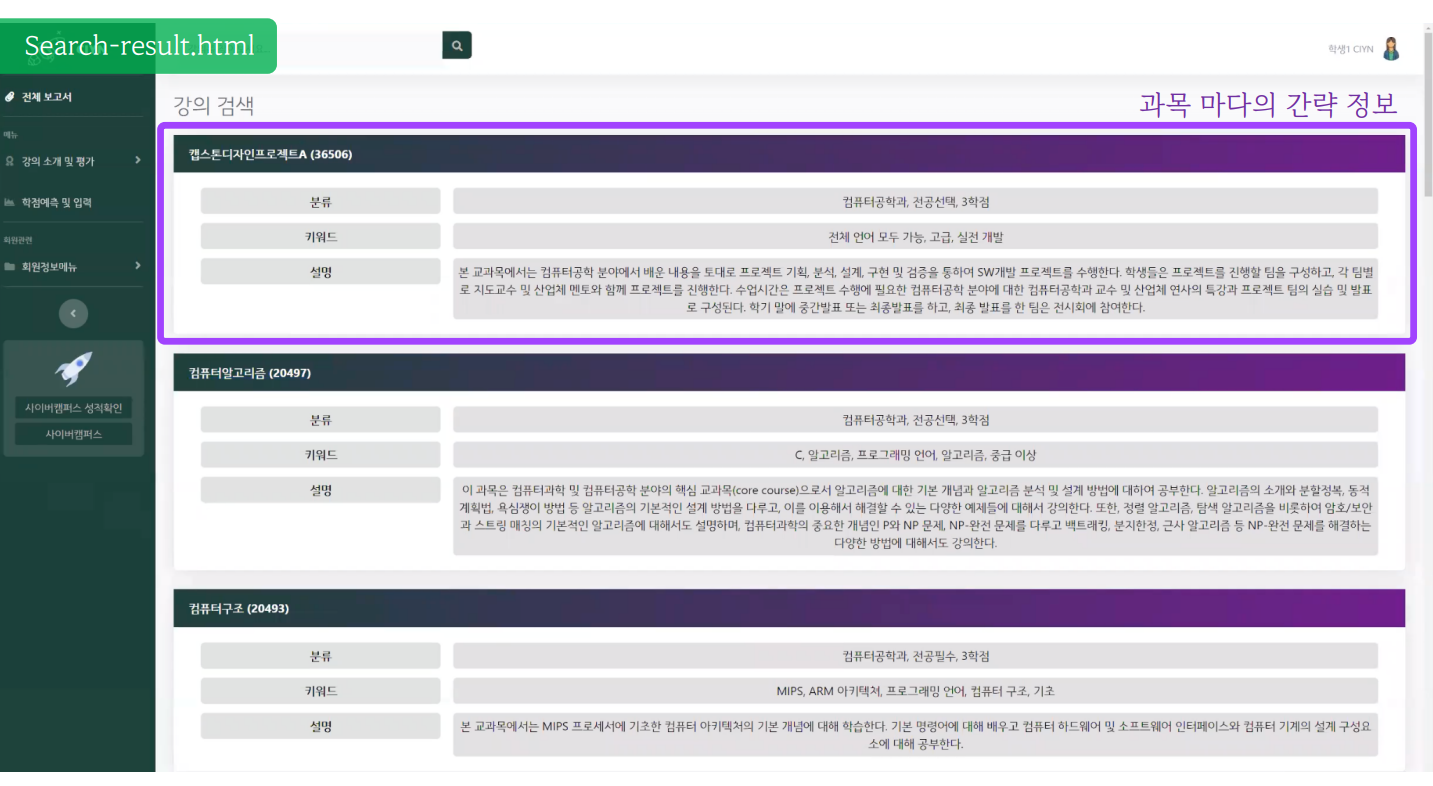 Search-result.html
학생1 CIYN
전체 보고서
메뉴
강의 소개 및 평가
학점예측 및 입력
회원관련
회원정보메뉴
사이버캠퍼스 성적확인
사이버캠퍼스
강의 검색
과목 마다의 간략 정보
캡스톤디자인프로젝트A (36506)
분류
컴퓨터공학과, 전공선택, 3학점
키워드
전체 언어 모두 가능, 고급, 실전 개발
설명
본 교과목에서는 컴퓨터공학 분야에서 배운 내용을 토대로 프로젝트 기획, 분석, 설계, 구현 및 검증을 통하여 SW개발 프로젝트를 수행한다. 학생들은 프로젝트를 진행할 팀을 구성하고, 각 팀별
로 지도교수 및 산업체 멘토와 함께 프로젝트를 진행한다. 수업시간은 프로젝트 수행에 필요한 컴퓨터공학 분야에 대한 컴퓨터공학과 교수 및 산업체 연사의 특강과 프로젝트 팀의 실습 및 발표
로 구성된다. 학기 말에 중간발표 또는 최종발표를 하고, 최종 발표를 한 팀은 전시회에 참여한다.
컴퓨터알고리즘 (20497)
분류
컴퓨터공학과, 전공선택, 3학점
키워드
C, 알고리즘, 프로그래밍 언어, 알고리즘, 중급 이상
설명
이 과목은 컴퓨터과학 및 컴퓨터공학 분야의 핵심 교과목(core course)으로서 알고리즘에 대한 기본 개념과 알고리즘 분석 및 설계 방법에 대하여 공부한다. 알고리즘의 소개와 분할정복, 동적
계획법, 욕심쟁이 방법 등 알고리즘의 기본적인 설계 방법을 다루고, 이를 이용해서 해결할 수 있는 다양한 예제들에 대해서 강의한다. 또한, 정렬 알고리즘, 탐색 알고리즘을 비롯하여 암호/보안
과 스트링 매칭의 기본적인 알고리즘에 대해서도 설명하며, 컴퓨터과학의 중요한 개념인 P와 NP 문제, NP-완전 문제를 다루고 백트래킹, 분지한정, 근사 알고리즘 등 NP-완전 문제를 해결하는
다양한 방법에 대해서도 강의한다.
컴퓨터구조 (20493)
분류
컴퓨터공학과, 전공필수, 3학점
키워드
MIPS, ARM 아키텍쳐, 프로그래밍 언어, 컴퓨터 구조, 기초
설명
본 교과목에서는 MIPS 프로세서에 기초한 컴퓨터 아키텍처의 기본 개념에 대해 학습한다. 기본 명령어에 대해 배우고 컴퓨터 하드웨어 및 소프트웨어 인터페이스와 컴퓨터 기계의 설계 구성요
소에 대해 공부한다.